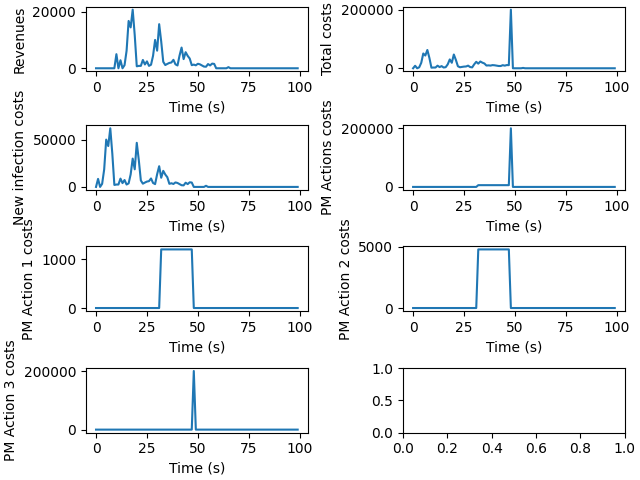 Revenues
20000
0
0 25 50 75 100
Time (s)
Total costs
200000
0
0 25 50 75 100
Time (s)
New infection costs
50000
0
0 25 50 75 100
Time (s)
PM Actions costs
200000
0
0 25 50 75 100
Time (s)
PM Action 1 costs
1000
0
0 25 50 75 100
Time (s)
PM Action 2 costs
5000
0
0 25 50 75 100
Time (s)
PM Action 3 costs
200000
0
0 25 50 75 100
Time (s)
1.0
0.5
0.0
0.0 0.2 0.4 0.6 0.8 1.0